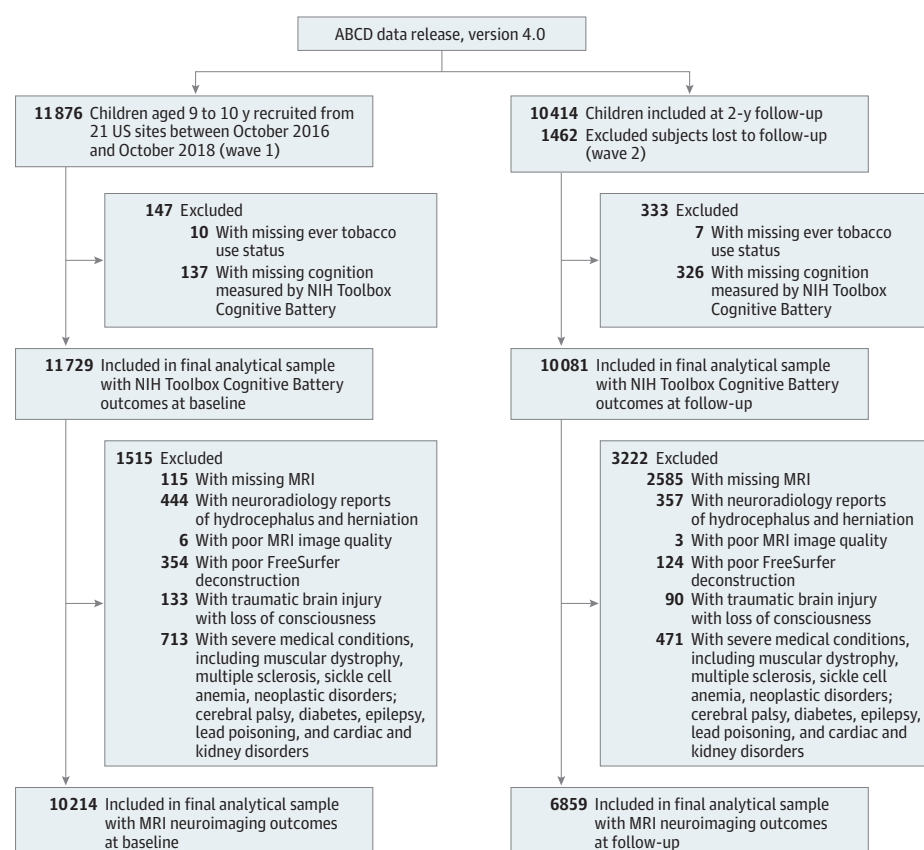 ABCD data release, version 4.0
11 876 Children aged 9 to 10 y recruited from
21 US sites between October 2016
and October 2018 (wave 1)
147 Excluded
10 With missing ever tobacco
use status
137 With missing cognition
measured by NIH Toolbox
Cognitive Battery
11 729 Included in final analytical sample
with NIH Toolbox Cognitive Battery
outcomes at baseline
1515 Excluded
115 With missing MRI
444 With neuroradiology reports
of hydrocephalus and herniation
6 With poor MRI image quality
354 With poor FreeSurfer
deconstruction
133 With traumatic brain injury
with loss of consciousness
713 With severe medical conditions,
including muscular dystrophy,
multiple sclerosis, sickle cell
anemia, neoplastic disorders;
cerebral palsy, diabetes, epilepsy,
lead poisoning, and cardiac and
kidney disorders
10 214 Included in final analytical sample
with MRI neuroimaging outcomes
at baseline
10 414 Children included at 2-y follow-up
1462 Excluded subjects lost to follow-up
(wave 2)
333 Excluded
7 With missing ever tobacco
use status
326 With missing cognition
measured by NIH Toolbox
Cognitive Battery
10 081 Included in final analytical sample
with NIH Toolbox Cognitive Battery
outcomes at follow-up
3222 Excluded
2585 With missing MRI
357 With neuroradiology reports
of hydrocephalus and herniation
3 With poor MRI image quality
124 With poor FreeSurfer
deconstruction
90 With traumatic brain injury
with loss of consciousness
471 With severe medical conditions,
including muscular dystrophy,
multiple sclerosis, sickle cell
anemia, neoplastic disorders;
cerebral palsy, diabetes, epilepsy,
lead poisoning, and cardiac and
kidney disorders
6859 Included in final analytical sample
with MRI neuroimaging outcomes
at follow-up